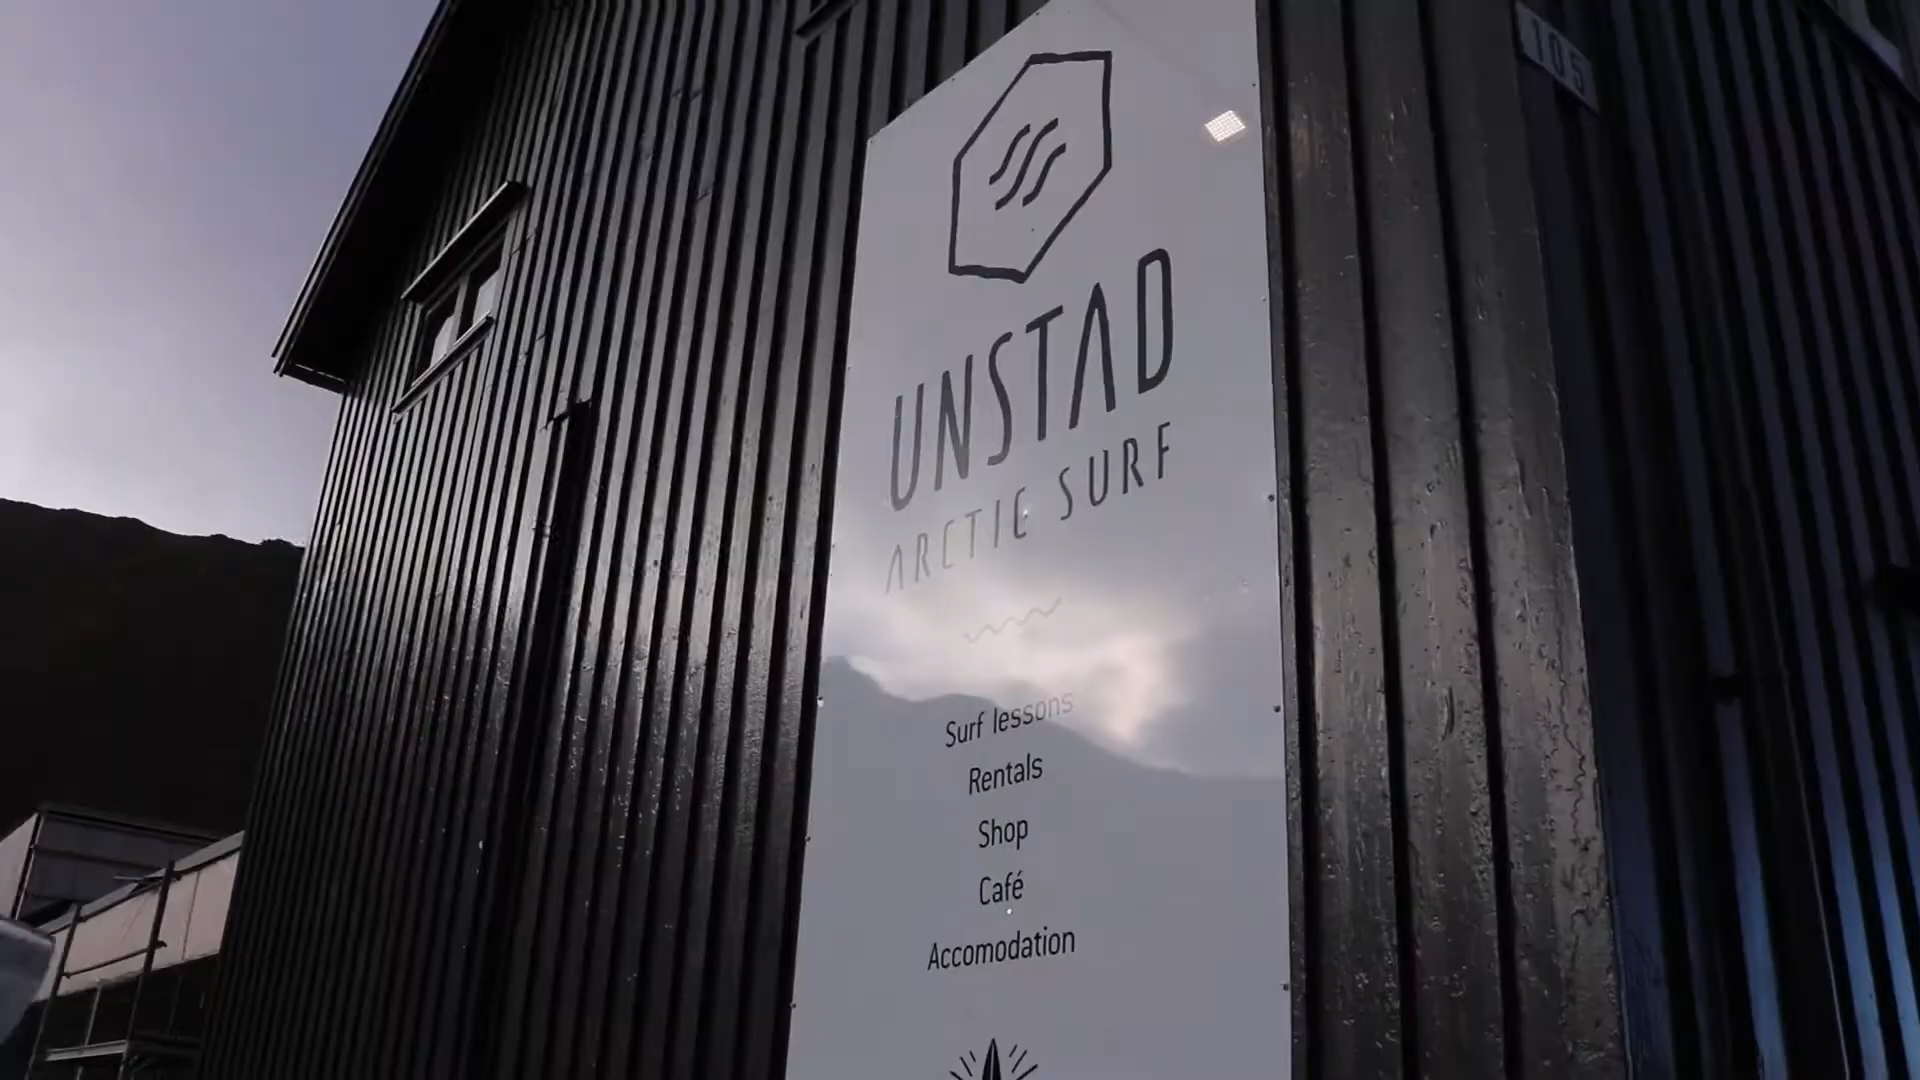 UNSTAD
ARCTIC SURF
Surf lessons
Rentals
Shop
Café
Accomodation
105